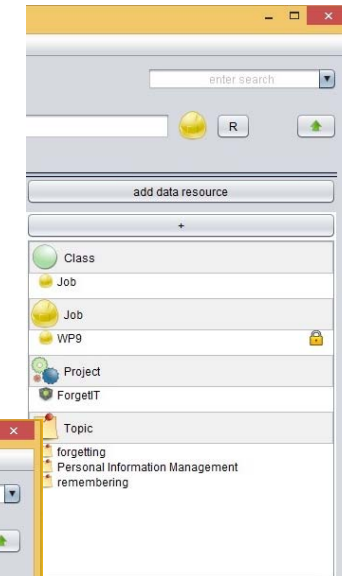 enter search
R
add data resource
+
Class
Job
Job
WP9
Project
ForgetIT
Topic
forgetting
Personal Information Management
remembering